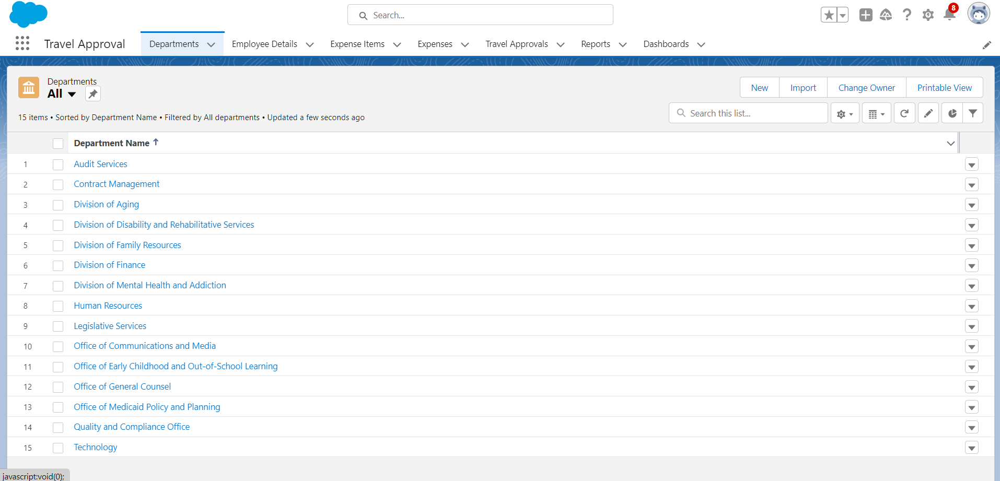 Search...
8
Travel Approval
Departments
Employee Details
Expense Items
Expenses
Travel Approvals
Reports
Dashboards
Departments
All
New
Import
Change Owner
Printable View
15 items • Sorted by Department Name • Filtered by All departments • Updated a few seconds ago
Search this list...
Department Name
1 Audit Services
2 Contract Management
3 Division of Aging
4 Division of Disability and Rehabilitative Services
5 Division of Family Resources
6 Division of Finance
7 Division of Mental Health and Addiction
8 Human Resources
9 Legislative Services
10 Office of Communications and Media
11 Office of Early Childhood and Out-of-School Learning
12 Office of General Counsel
13 Office of Medicaid Policy and Planning
14 Quality and Compliance Office
15 Technology
javascript:void(0);